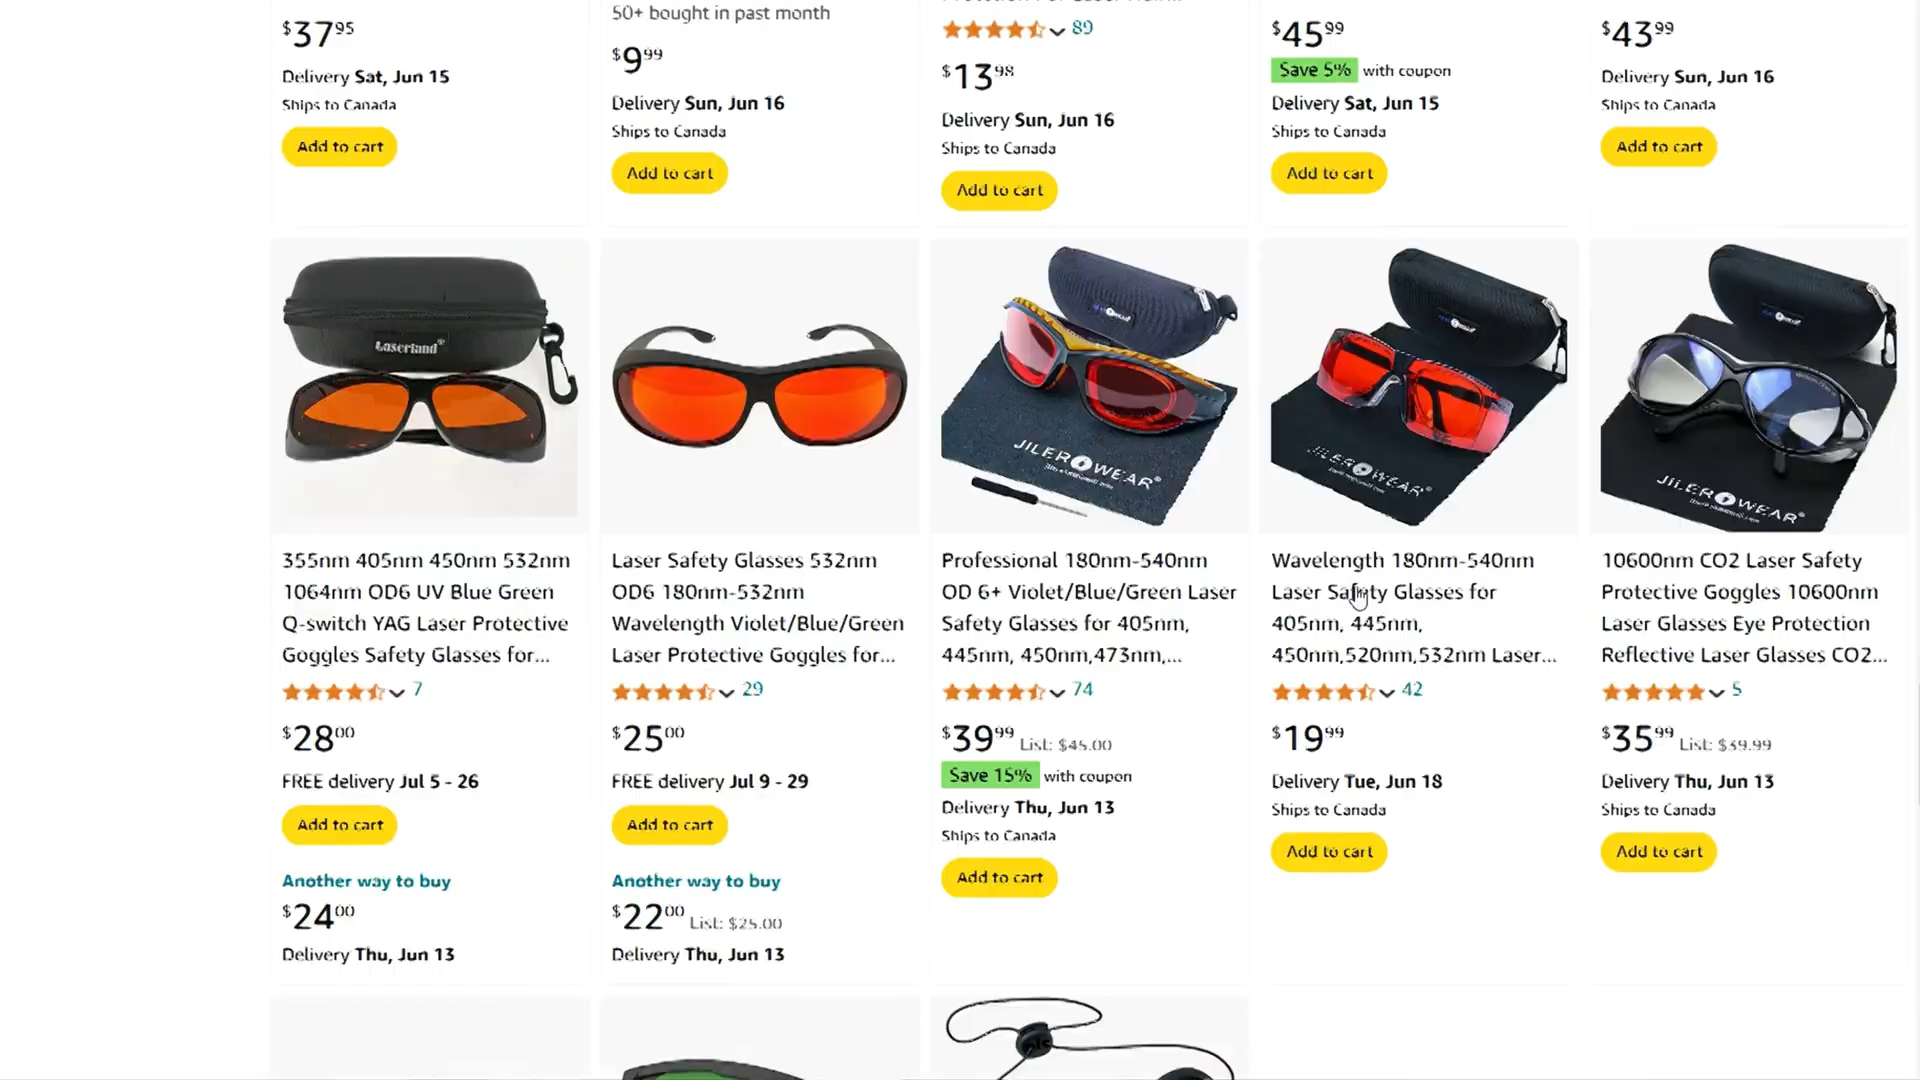 $37 95
Delivery Sat, Jun 15
Ships to Canada
Add to cart
50+ bought in past month
$9 99
Delivery Sun, Jun 16
Ships to Canada
Add to cart
89
$13 98
Delivery Sun, Jun 16
Ships to Canada
Add to cart
$45 99
Save 5% with coupon
Delivery Sat, Jun 15
Ships to Canada
Add to cart
$43 99
Delivery Sun, Jun 16
Ships to Canada
Add to cart
Laserland®
355nm 405nm 450nm 532nm
1064nm OD6 UV Blue Green
Q-switch YAG Laser Protective
Goggles Safety Glasses for...
7
$28 00
FREE delivery Jul 5 - 26
Add to cart
Another way to buy
$24 00
Delivery Thu, Jun 13
Laser Safety Glasses 532nm
OD6 180nm-532nm
Wavelength Violet/Blue/Green
Laser Protective Goggles for...
29
$25 00
FREE delivery Jul 9 - 29
Add to cart
Another way to buy
$22 00 List: $25.00
Delivery Thu, Jun 13
JILEROWEAR®
Professional 180nm-540nm
OD 6+ Violet/Blue/Green Laser
Safety Glasses for 405nm,
445nm, 450nm,473nm,...
74
$39 99 List: $45.00
Save 15% with coupon
Delivery Thu, Jun 13
Ships to Canada
Add to cart
JILEROWEAR®
Wavelength 180nm-540nm
Laser Safety Glasses for
405nm, 445nm,
450nm,520nm,532nm Laser...
42
$19 99
Delivery Tue, Jun 18
Ships to Canada
Add to cart
JILEROWEAR®
10600nm CO2 Laser Safety
Protective Goggles 10600nm
Laser Glasses Eye Protection
Reflective Laser Glasses CO2...
5
$35 99 List: $39.99
Delivery Thu, Jun 13
Ships to Canada
Add to cart